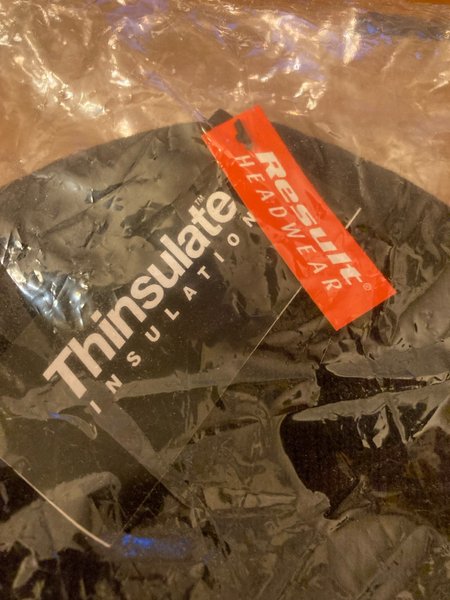 Thinsulate™
INSULATION
Result
HEADWEAR®